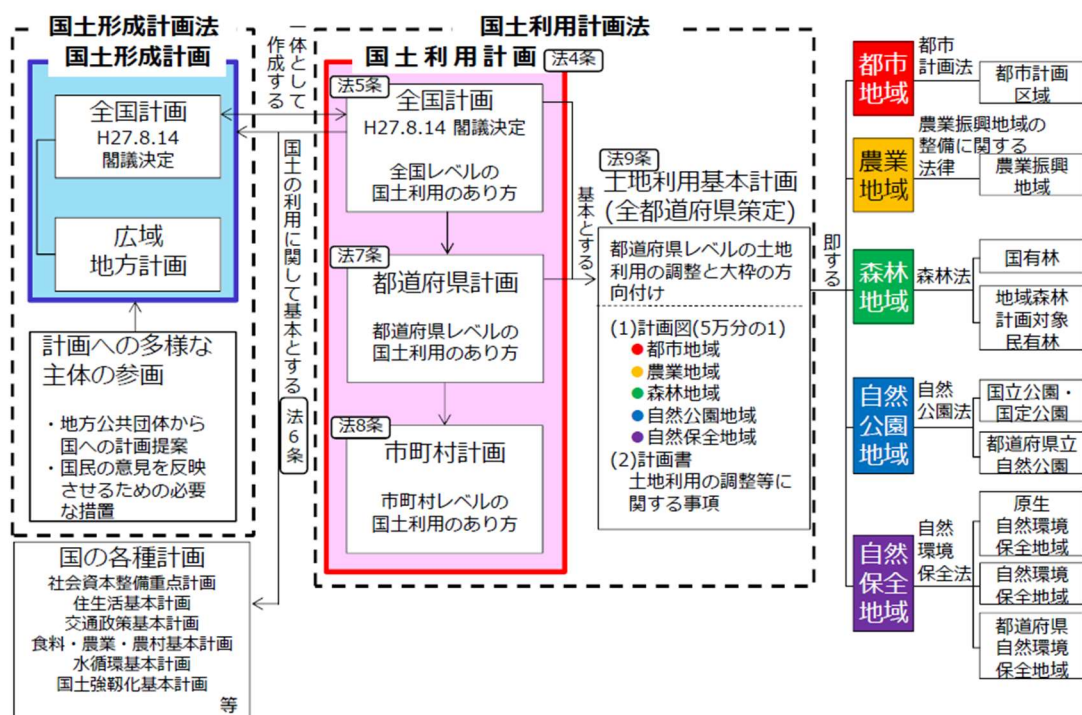 国土形成計画法
国土形成計画
全国計画
H27.8.14
閣議決定
広域
地方計画
計画への多様な
主体の参画
・地方公共団体から
国への計画提案
・国民の意見を反映
させるための必要
な措置
国の各種計画
社会資本整備重点計画
住生活基本計画
交通政策基本計画
食料・農業・農村基本計画
水循環基本計画
国土強靱化基本計画
等
一体として
作成する
国土の利用に関して基本とする
法6条
国土利用計画法
国土利用計画
法4条
法5条
全国計画
H27.8.14 閣議決定
全国レベルの
国土利用のあり方
法7条
都道府県計画
都道府県レベルの
国土利用のあり方
法8条
市町村計画
市町村レベルの
国土利用のあり方
基本とする
法9条
土地利用基本計画
(全都道府県策定)
都道府県レベルの土地
利用の調整と大枠の方
向付け
(1)計画図(5万分の1)
●都市地域
●農業地域
●森林地域
●自然公園地域
●自然保全地域
(2)計画書
土地利用の調整等に
関する事項
即する
都市
地域
都市
計画法
都市計画
区域
農業
地域
農業振興地域の
整備に関する
法律
農業振興
地域
森林
地域
森林法
国有林
地域森林
計画対象
民有林
自然
公園
地域
自然
公園法
国立公園・
国定公園
都道府県立
自然公園
自然
保全
地域
自然
環境
保全法
原生
自然環境
保全地域
自然環境
保全地域
都道府県
自然環境
保全地域